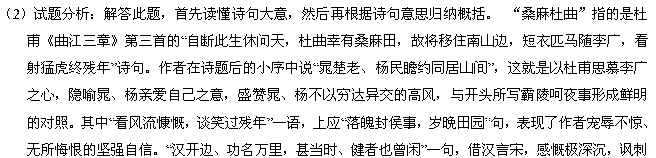 （2）试题分析：解答此题，首先读懂诗句大意，然后再根据诗句意思归纳概括。 “桑麻杜曲”指的是杜
甫《曲江三章》第三首的“自断此生休问天，杜曲幸有桑麻田，故将移住南山边，短衣匹马随李广，看
射猛虎终残年”诗句。作者在诗题后的小序中说“晁楚老、杨民瞻约同居山间”，这就是以杜甫思慕李广
之心，隐喻晁、杨亲爱自己之意，盛赞晁、杨不以穷达异交的高风，与开头所写霸陵呵夜事形成鲜明
的对照。其中“看风流慷慨，谈笑过残年”一语，上应“落魄封侯事，岁晚田园”句，表现了作者宠辱不惊、
无所悔恨的坚强自信。“汉开边、功名万里，甚当时、健者也曾闲”一句，借汉言宋，感慨极深沉，讽刺